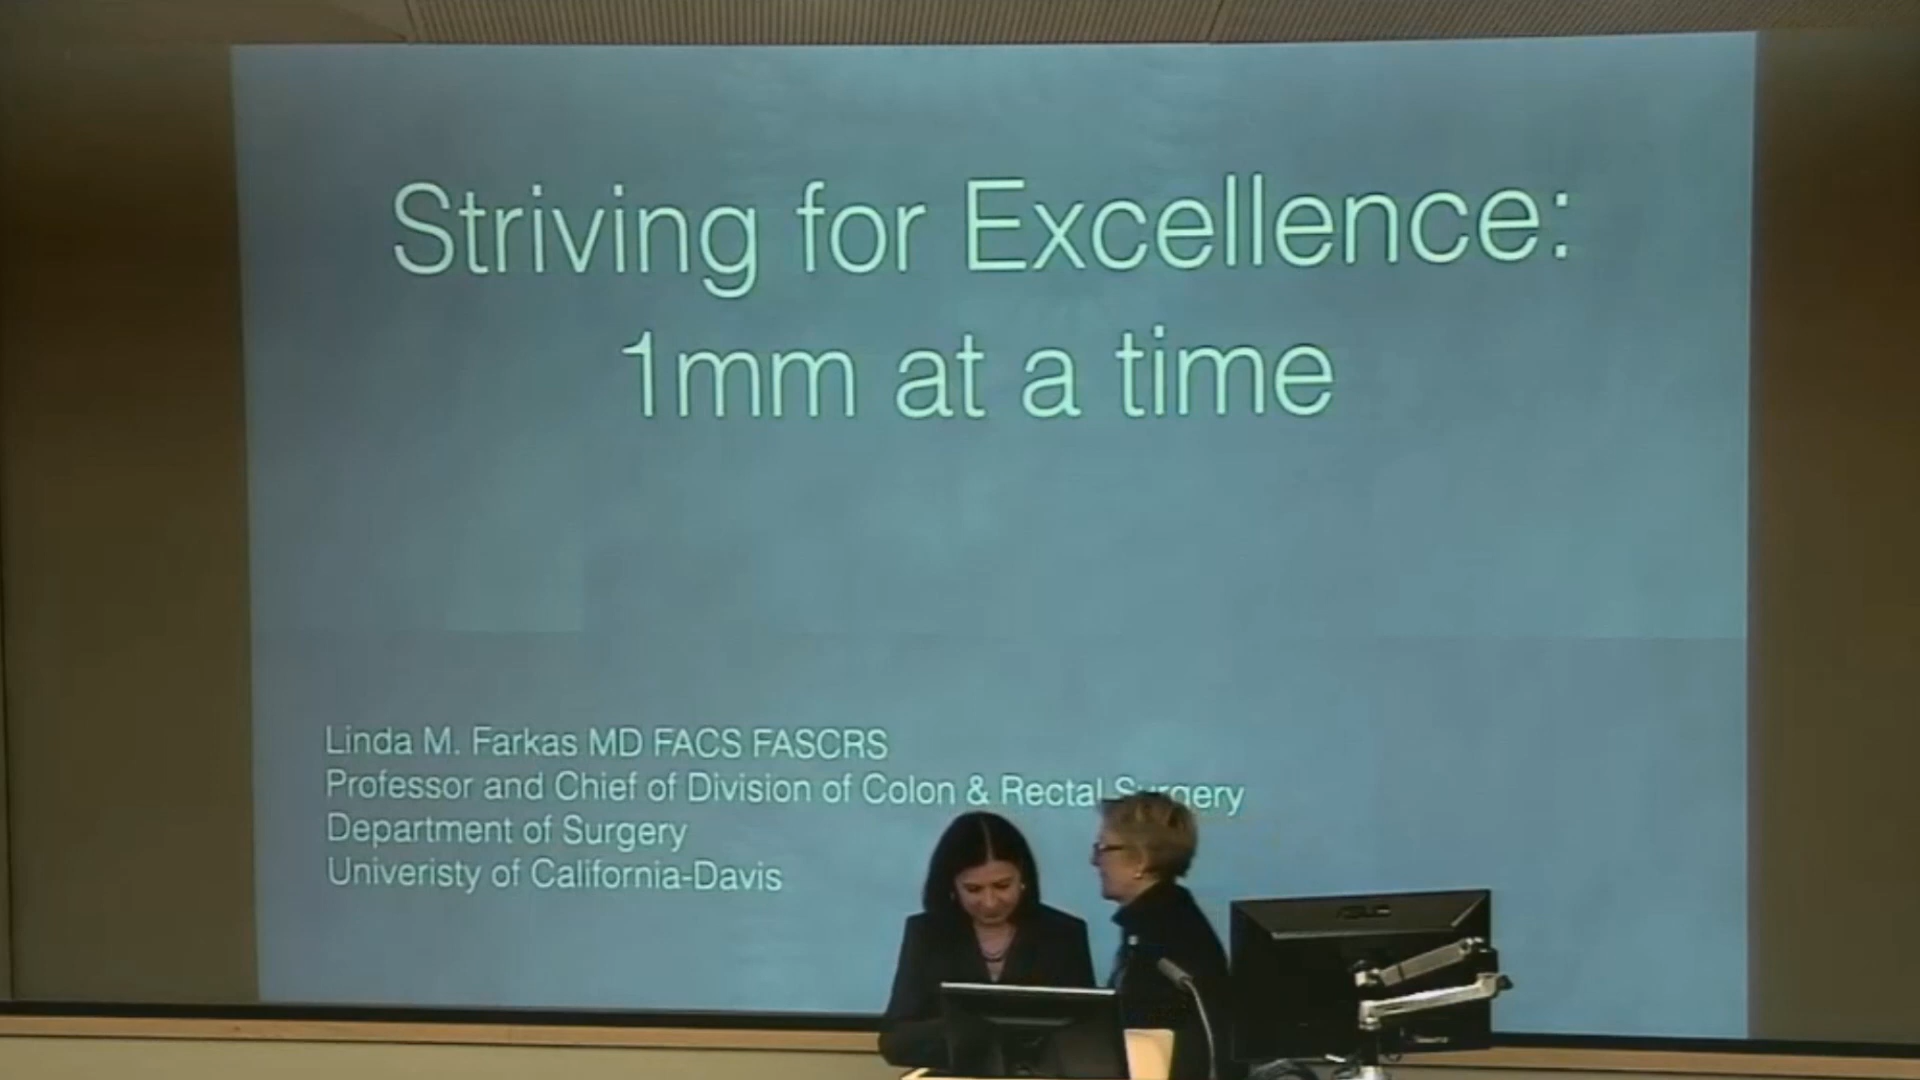 Striving for Excellence:
1mm at a time
Linda M. Farkas MD FACS FASCRS
Professor and Chief of Division of Colon & Rectal Surgery
Department of Surgery
Univeristy of California-Davis
ASUS